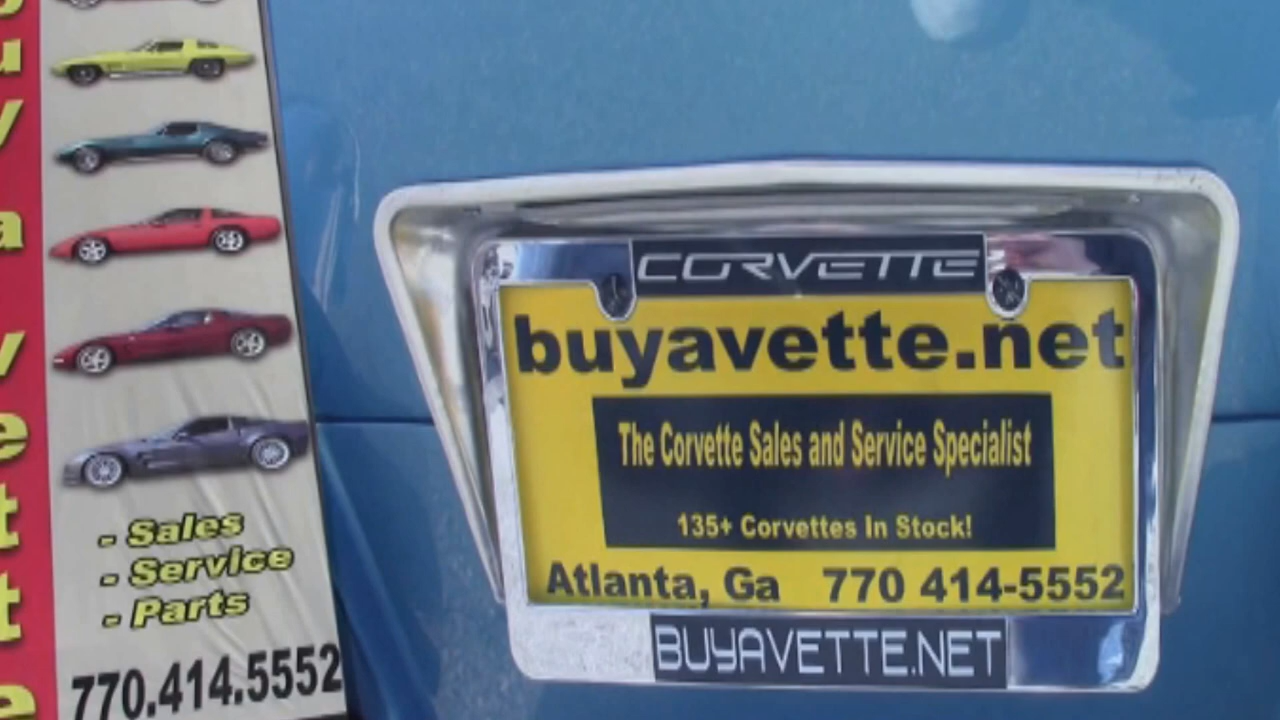 - Sales
- Service
- Parts
770.414.5552
CORVETTE
buyavette.net
The Corvette Sales and Service Specialist
135+ Corvettes In Stock!
Atlanta, Ga 770 414-5552
BUYAVETTE.NET